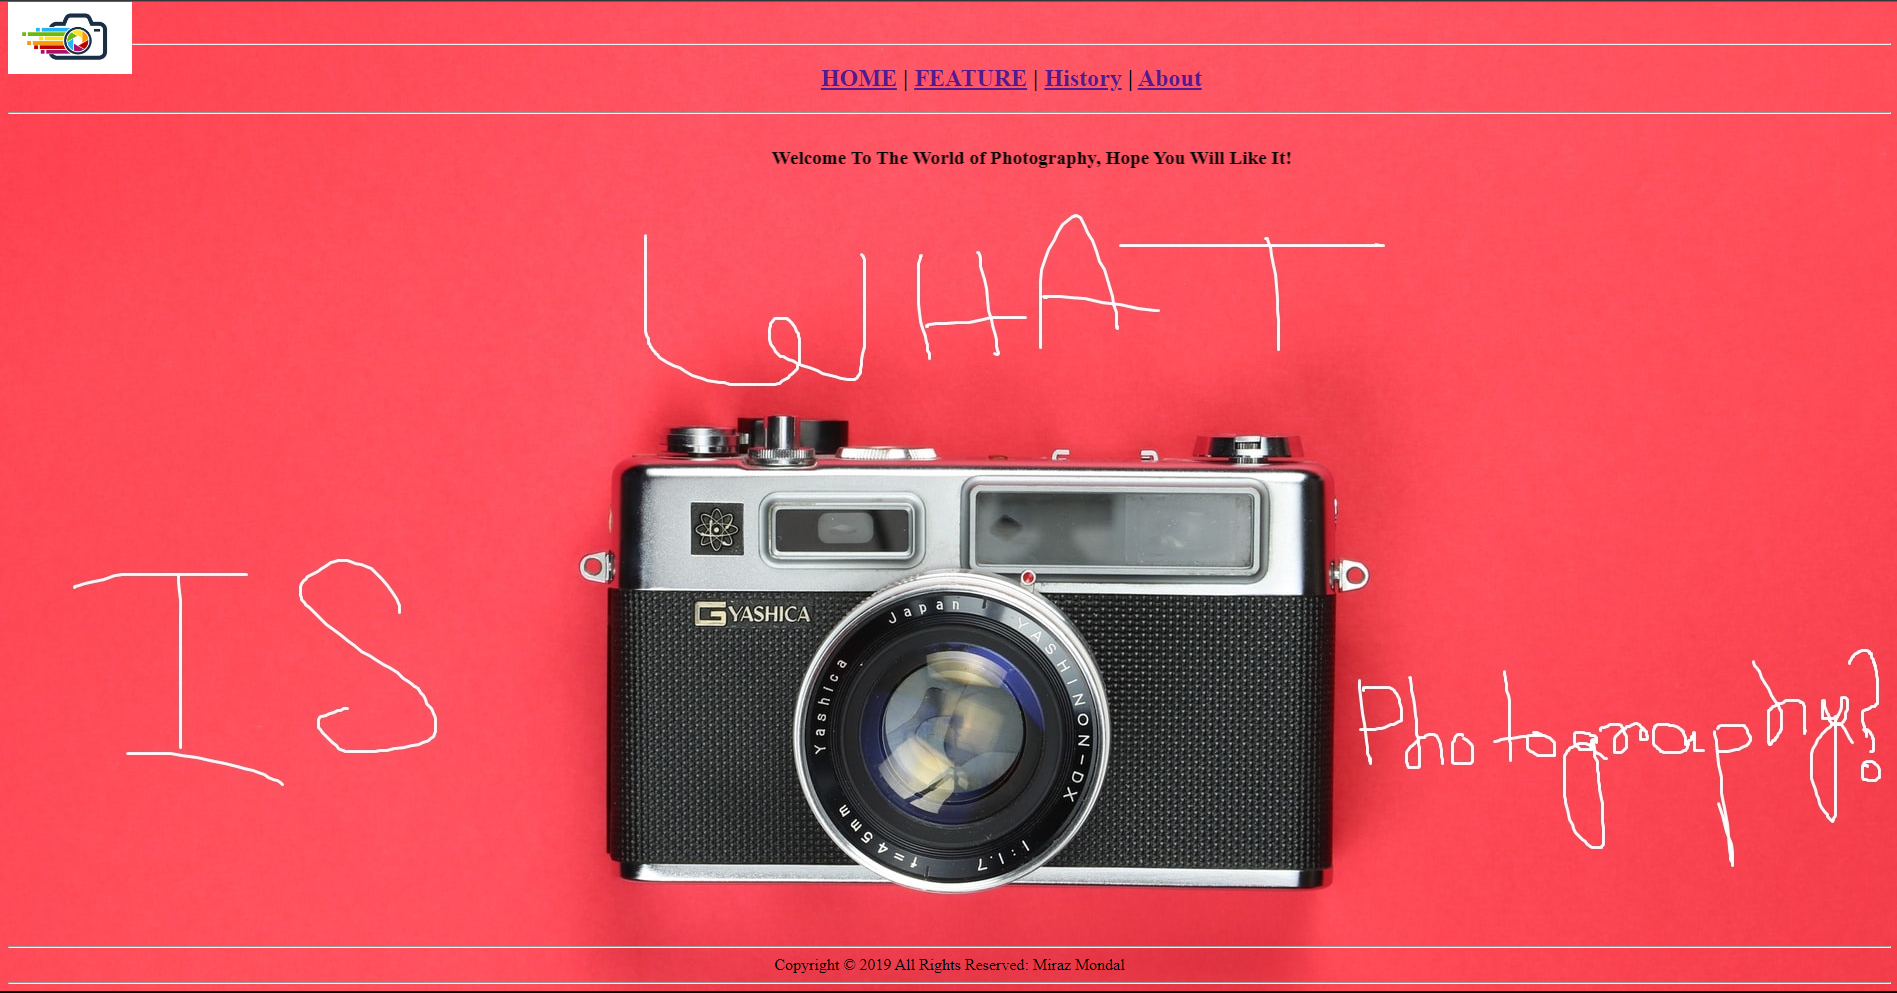 HOME | FEATURE | History | About
Welcome To The World of Photography, Hope You Will Like It!
WHAT
IS
Photography?
G YASHICA
Yashica Japan YASHINON-DX 1:1.7 f=45mm
Copyright © 2019 All Rights Reserved: Miraz Mondal